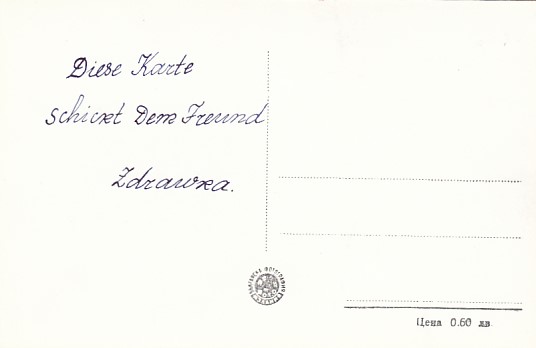 Diese Karte
schickt Dem Freund
Zdrawka.
Цена 0.60 лв